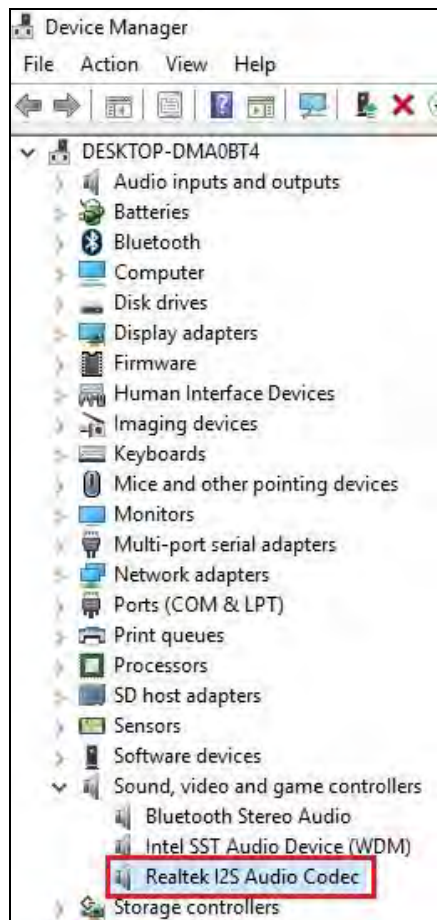 Device Manager
File Action View Help
DESKTOP-DMA0BT4
Audio inputs and outputs
Batteries
Bluetooth
Computer
Disk drives
Display adapters
Firmware
Human Interface Devices
Imaging devices
Keyboards
Mice and other pointing devices
Monitors
Multi-port serial adapters
Network adapters
Ports (COM & LPT)
Print queues
Processors
SD host adapters
Sensors
Software devices
Sound, video and game controllers
Bluetooth Stereo Audio
Intel SST Audio Device (WDM)
Realtek I2S Audio Codec
Storage controllers